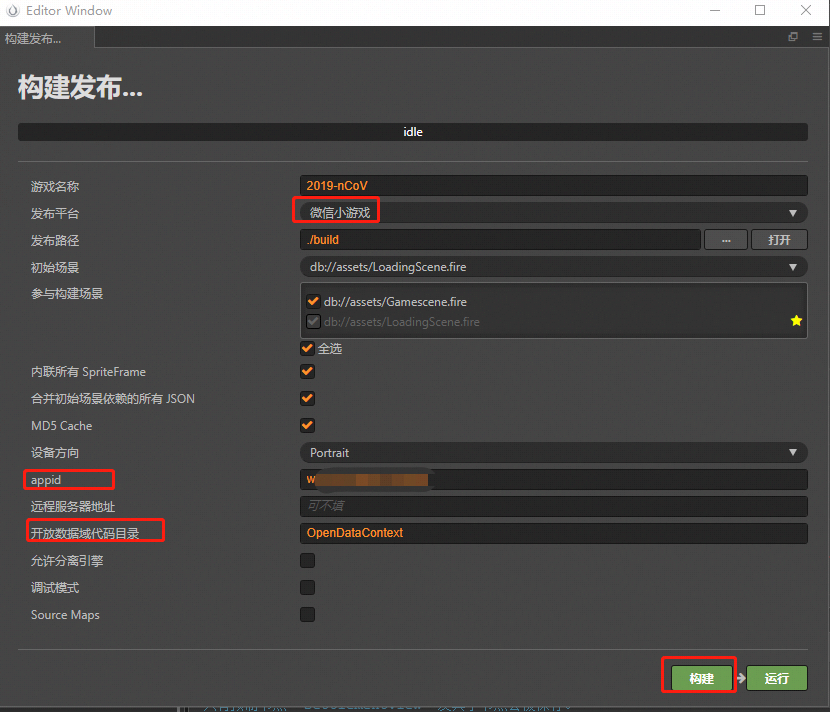 Editor Window
构建发布...
构建发布...
idle
游戏名称 2019-nCoV
发布平台 微信小游戏
发布路径 ./build ... 打开
初始场景 db://assets/LoadingScene.fire
参与构建场景
db://assets/Gamescene.fire
db://assets/LoadingScene.fire
全选
内联所有 SpriteFrame
合并初始场景依赖的所有 JSON
MD5 Cache
设备方向 Portrait
appid w
远程服务器地址 可不填
开放数据域代码目录 OpenDataContext
允许分离引擎
调试模式
Source Maps
构建 运行